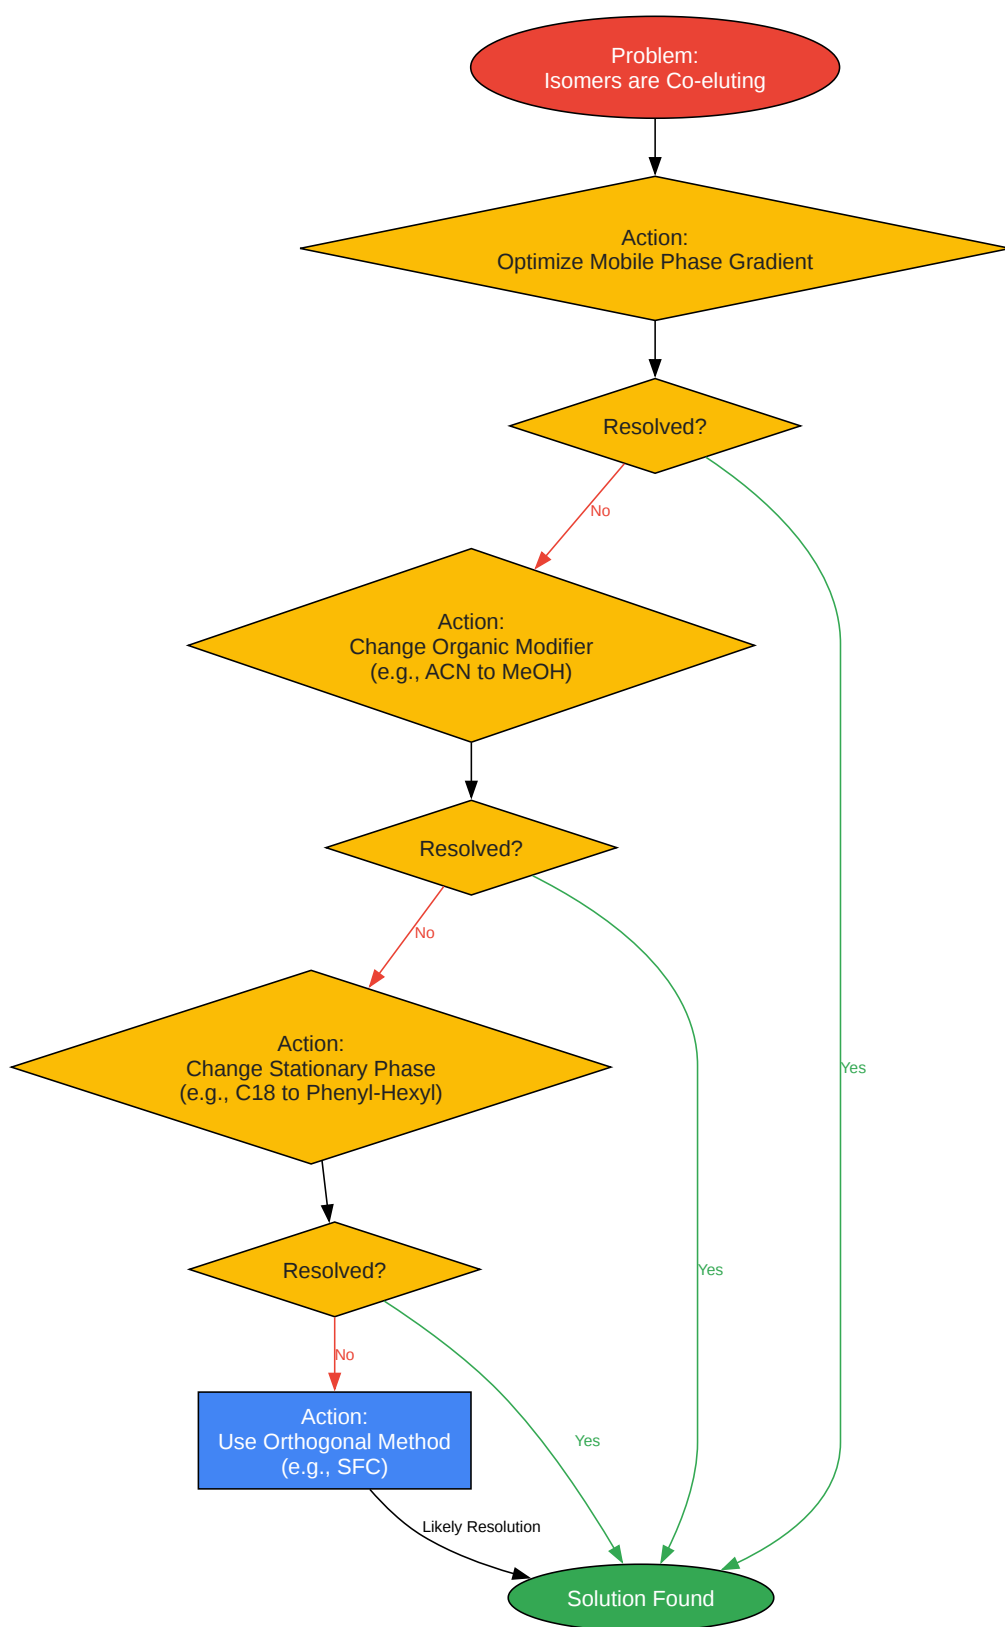 Problem:
Isomers are Co-eluting
Action:
Optimize Mobile Phase Gradient
Resolved?
No
Action:
Change Organic Modifier
(e.g., ACN to MeOH)
Resolved?
No
Action:
Change Stationary Phase
(e.g., C18 to Phenyl-Hexyl)
Yes
Resolved?
Yes
No
Action:
Use Orthogonal Method
(e.g., SFC)
Yes
Likely Resolution
Solution Found